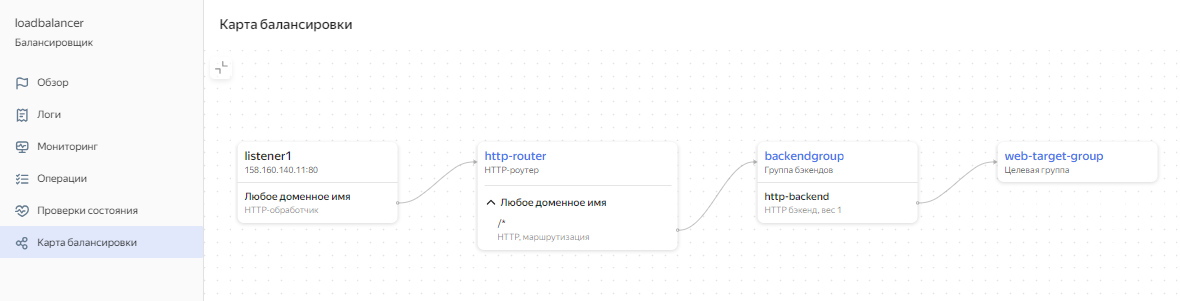 loadbalancer
Балансировщик
Обзор
Логи
Мониторинг
Операции
Проверки состояния
Карта балансировки
Карта балансировки
listener1
158.160.140.11:80
Любое доменное имя
HTTP-обработчик
http-router
HTTP-роутер
Любое доменное имя
/*
HTTP, маршрутизация
backendgroup
Группа бэкендов
http-backend
HTTP бэкенд, вес 1
web-target-group
Целевая группа